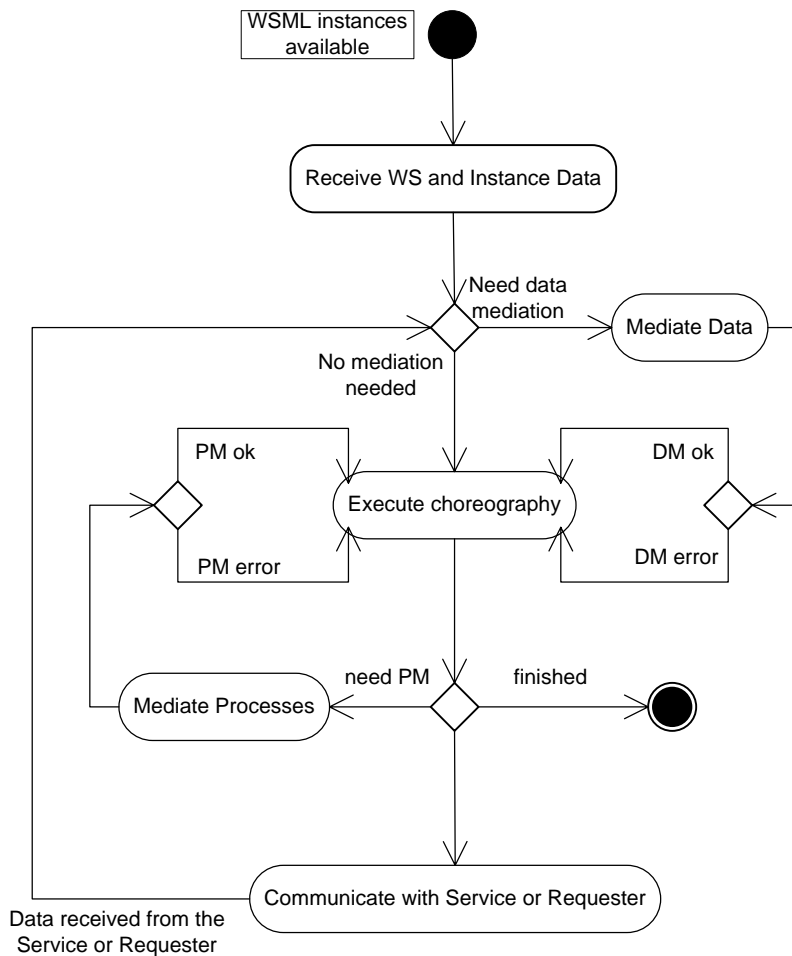 WSML instances
available
Receive WS and Instance Data
Need data
mediation
Mediate Data
No mediation
needed
PM ok
DM ok
Execute choreography
PM error
DM error
need PM
finished
Mediate Processes
Communicate with Service or Requester
Data received from the
Service or Requester